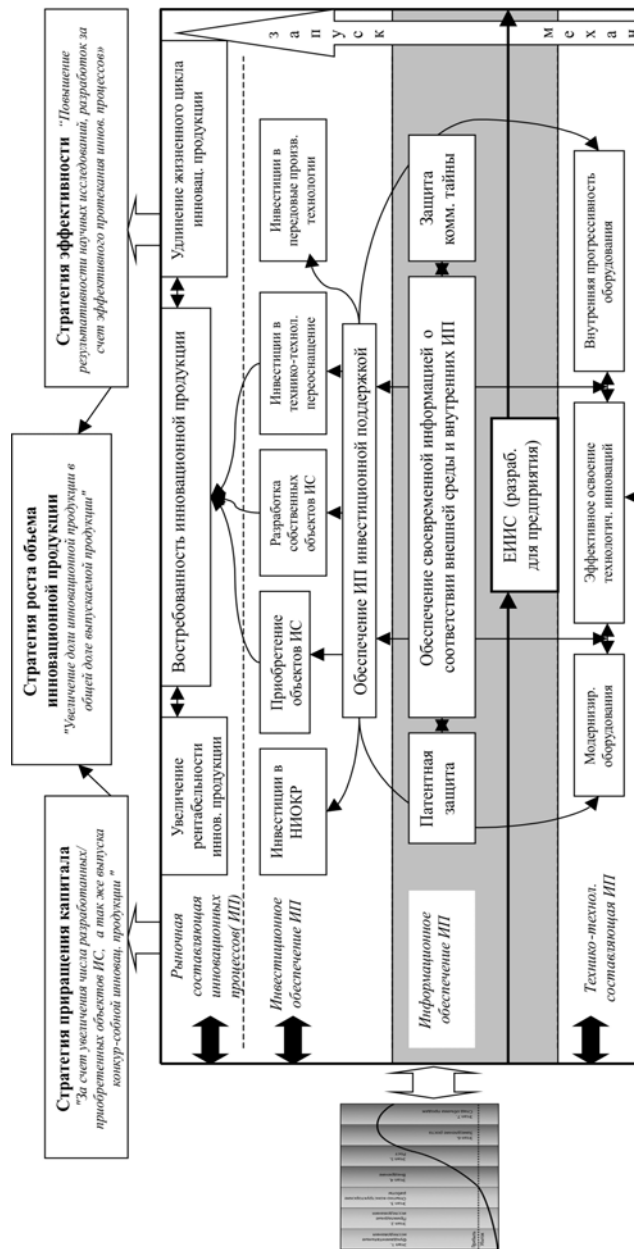 Стратегия приращения капитала
"За счет увеличения числа разработанных/
приобретенных объектов ИС, а так же выпуска
конкур-собной инновац. продукции"
Стратегия роста объема
инновационной продукции
"Увеличение доли инновационной продукции в
общей доле выпускаемой продукции"
Стратегия эффективности "Повышение
результативности научных исследований, разработок за
счет эффективного протекания иннов. процессов»
Рыночная
составляющая
инновационных
процессов( ИП)
Увеличение
рентабельности
иннов. продукции
Востребованность инновационной продукции
Удлинение жизненного цикла
инновац. продукции
Инвестиционное
обеспечение ИП
Инвестиции в
НИОКР
Приобретение
объектов ИС
Разработка
собственных
объектов ИС
Инвестиции в
технико-технол.
переоснащение
Инвестиции в
передовые произв.
технологии
Обеспечение ИП инвестиционной поддержкой
Информационное
обеспечение ИП
Патентная
защита
Обеспечение своевременной информацией о
соответствии внешней среды и внутренних ИП
Защита
комм. тайны
ЕИИС (разраб.
для предприятия)
Технико-технол.
составляющая ИП
Модернизир.
оборудования
Эффективное освоение
технологич. инноваций
Внутренняя прогрессивность
оборудования
з а п у с к
м е х а н